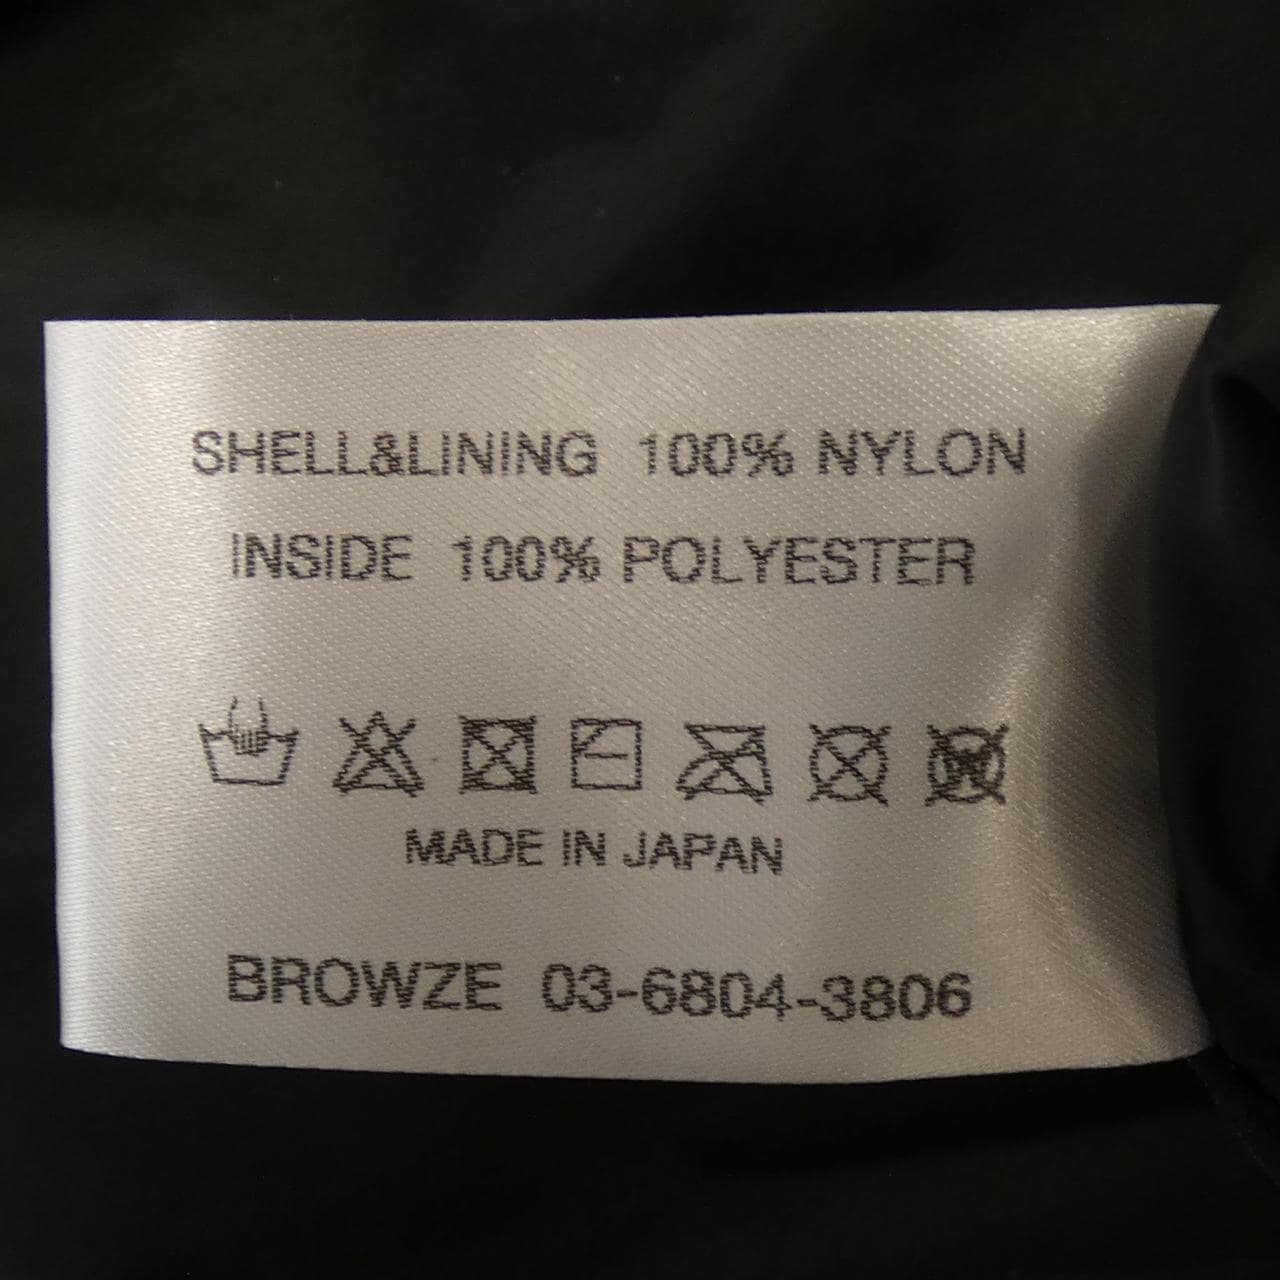 SHELL&LINING 100% NYLON
INSIDE 100% POLYESTER
MADE IN JAPAN
BROWZE 03-6804-3806